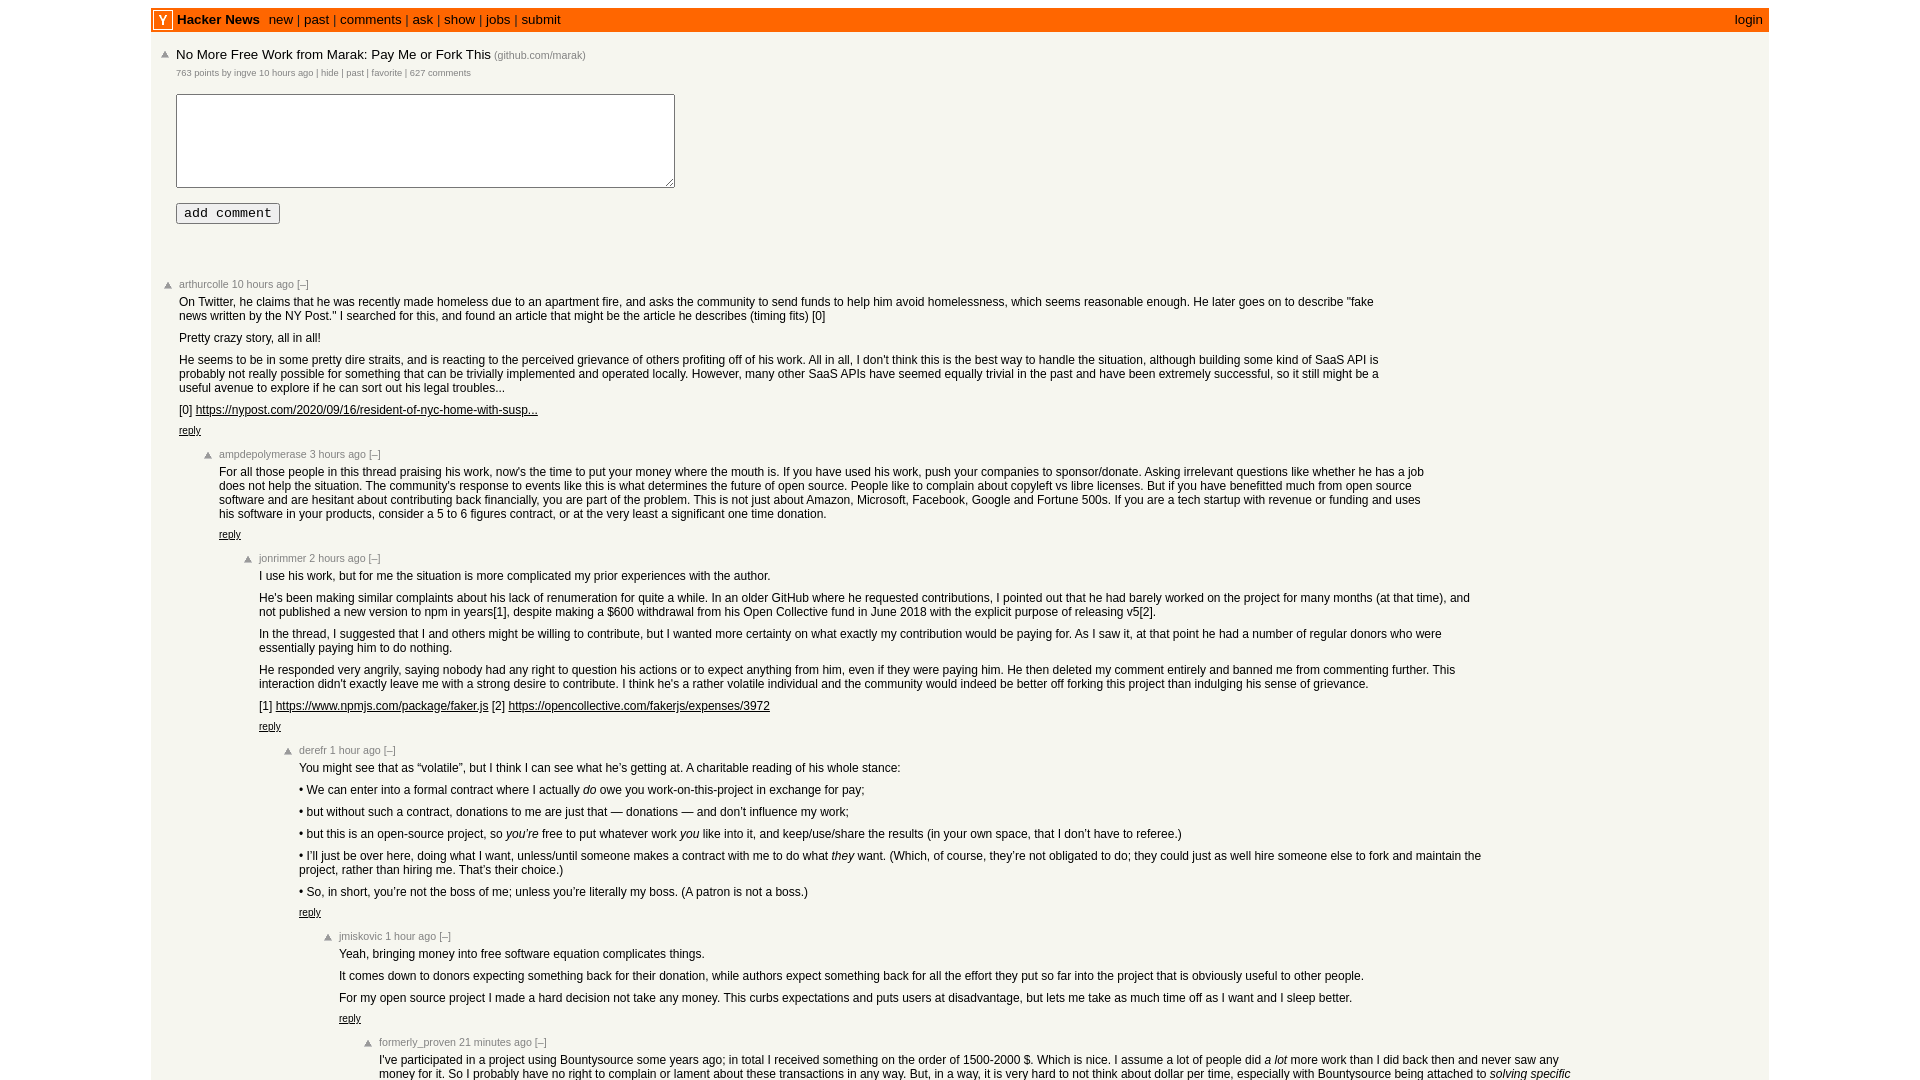 Y Hacker News new | past | comments | ask | show | jobs | submit login
No More Free Work from Marak: Pay Me or Fork This (github.com/marak)
763 points by ingve 10 hours ago | hide | past | favorite | 627 comments
add comment
arthurcolle 10 hours ago [–]
On Twitter, he claims that he was recently made homeless due to an apartment fire, and asks the community to send funds to help him avoid homelessness, which seems reasonable enough. He later goes on to describe "fake
news written by the NY Post." I searched for this, and found an article that might be the article he describes (timing fits) [0]
Pretty crazy story, all in all!
He seems to be in some pretty dire straits, and is reacting to the perceived grievance of others profiting off of his work. All in all, I don't think this is the best way to handle the situation, although building some kind of SaaS API is
probably not really possible for something that can be trivially implemented and operated locally. However, many other SaaS APIs have seemed equally trivial in the past and have been extremely successful, so it still might be a
useful avenue to explore if he can sort out his legal troubles...
[0] https://nypost.com/2020/09/16/resident-of-nyc-home-with-susp...
reply
ampdepolymerase 3 hours ago [–]
For all those people in this thread praising his work, now's the time to put your money where the mouth is. If you have used his work, push your companies to sponsor/donate. Asking irrelevant questions like whether he has a job
does not help the situation. The community's response to events like this is what determines the future of open source. People like to complain about copyleft vs libre licenses. But if you have benefitted much from open source
software and are hesitant about contributing back financially, you are part of the problem. This is not just about Amazon, Microsoft, Facebook, Google and Fortune 500s. If you are a tech startup with revenue or funding and uses
his software in your products, consider a 5 to 6 figures contract, or at the very least a significant one time donation.
reply
jonrimmer 2 hours ago [–]
I use his work, but for me the situation is more complicated my prior experiences with the author.
He's been making similar complaints about his lack of renumeration for quite a while. In an older GitHub where he requested contributions, I pointed out that he had barely worked on the project for many months (at that time), and
not published a new version to npm in years[1], despite making a $600 withdrawal from his Open Collective fund in June 2018 with the explicit purpose of releasing v5[2].
In the thread, I suggested that I and others might be willing to contribute, but I wanted more certainty on what exactly my contribution would be paying for. As I saw it, at that point he had a number of regular donors who were
essentially paying him to do nothing.
He responded very angrily, saying nobody had any right to question his actions or to expect anything from him, even if they were paying him. He then deleted my comment entirely and banned me from commenting further. This
interaction didn't exactly leave me with a strong desire to contribute. I think he's a rather volatile individual and the community would indeed be better off forking this project than indulging his sense of grievance.
[1] https://www.npmjs.com/package/faker.js [2] https://opencollective.com/fakerjs/expenses/3972
reply
derefr 1 hour ago [–]
You might see that as “volatile”, but I think I can see what he’s getting at. A charitable reading of his whole stance:
• We can enter into a formal contract where I actually do owe you work-on-this-project in exchange for pay;
• but without such a contract, donations to me are just that — donations — and don’t influence my work;
• but this is an open-source project, so you’re free to put whatever work you like into it, and keep/use/share the results (in your own space, that I don’t have to referee.)
• I’ll just be over here, doing what I want, unless/until someone makes a contract with me to do what they want. (Which, of course, they’re not obligated to do; they could just as well hire someone else to fork and maintain the
project, rather than hiring me. That’s their choice.)
• So, in short, you’re not the boss of me; unless you’re literally my boss. (A patron is not a boss.)
reply
jmiskovic 1 hour ago [–]
Yeah, bringing money into free software equation complicates things.
It comes down to donors expecting something back for their donation, while authors expect something back for all the effort they put so far into the project that is obviously useful to other people.
For my open source project I made a hard decision not take any money. This curbs expectations and puts users at disadvantage, but lets me take as much time off as I want and I sleep better.
reply
formerly_proven 21 minutes ago [–]
I've participated in a project using Bountysource some years ago; in total I received something on the order of 1500-2000 $. Which is nice. I assume a lot of people did a lot more work than I did back then and never saw any
money for it. So I probably have no right to complain or lament about these transactions in any way. But, in a way, it is very hard to not think about dollar per time, especially with Bountysource being attached to solving specific